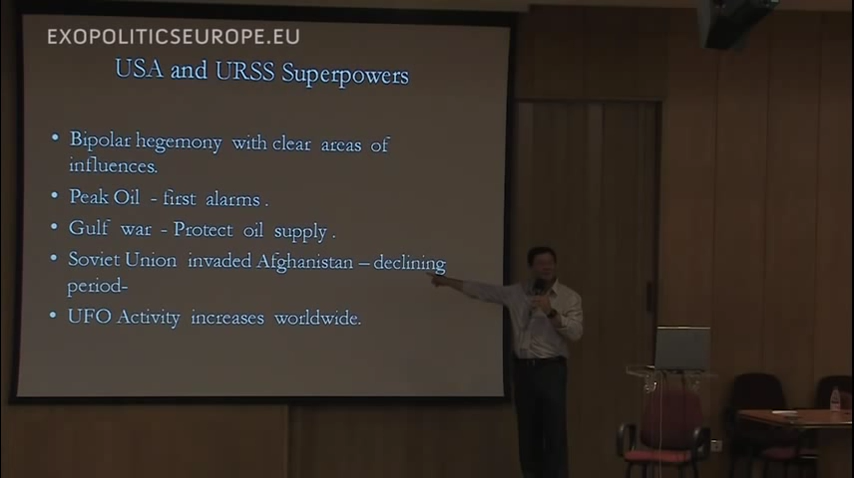 EXOPOLITICSEUROPE.EU
USA and URSS Superpowers
• Bipolar hegemony with clear areas of
influences.
• Peak Oil - first alarms .
• Gulf war - Protect oil supply .
• Soviet Union invaded Afghanistan – declining
period-
• UFO Activity increases worldwide.